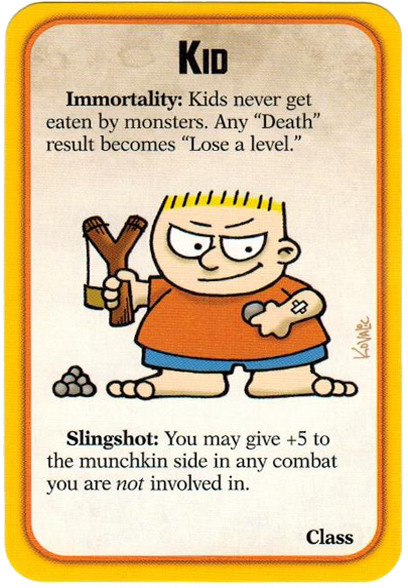 KID
Immortality: Kids never get
eaten by monsters. Any “Death”
result becomes “Lose a level.”
KOVALIC
Slingshot: You may give +5 to
the munchkin side in any combat
you are not involved in.
Class